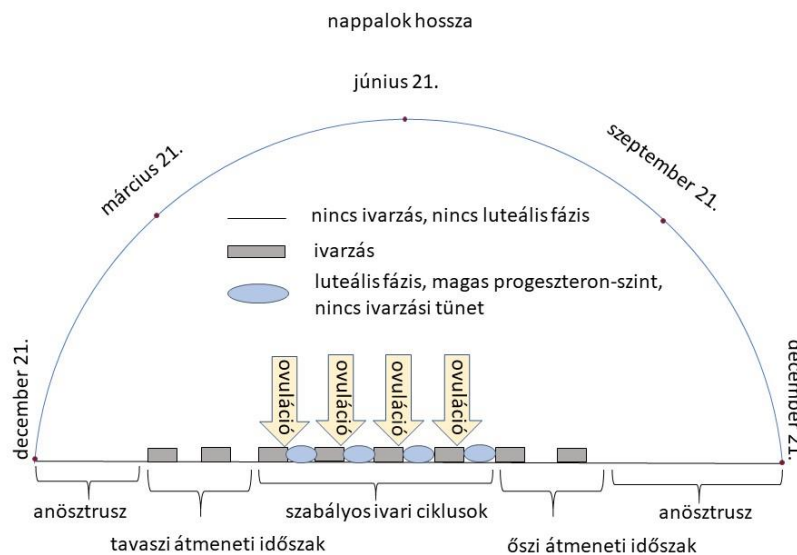 nappalok hossza
június 21.
március 21.
szeptember 21.
nincs ivarzás, nincs luteális fázis
ivarzás
luteális fázis, magas progeszteron-szint,
nincs ivarzási tünet
december 21.
december 21.
ovuláció
ovuláció
ovuláció
ovuláció
anösztrusz
szabályos ivari ciklusok
anösztrusz
tavaszi átmeneti időszak
őszi átmeneti időszak